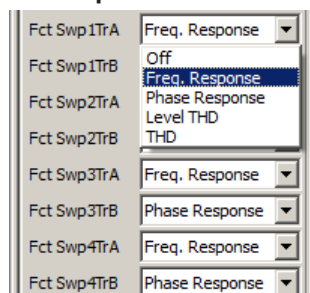 Fct Swp1TrA Freq. Response
Fct Swp1TrB Off
Freq. Response
Fct Swp2TrA Phase Response
Level THD
Fct Swp2TrB THD
Fct Swp3TrA Freq. Response
Fct Swp3TrB Phase Response
Fct Swp4TrA Freq. Response
Fct Swp4TrB Phase Response